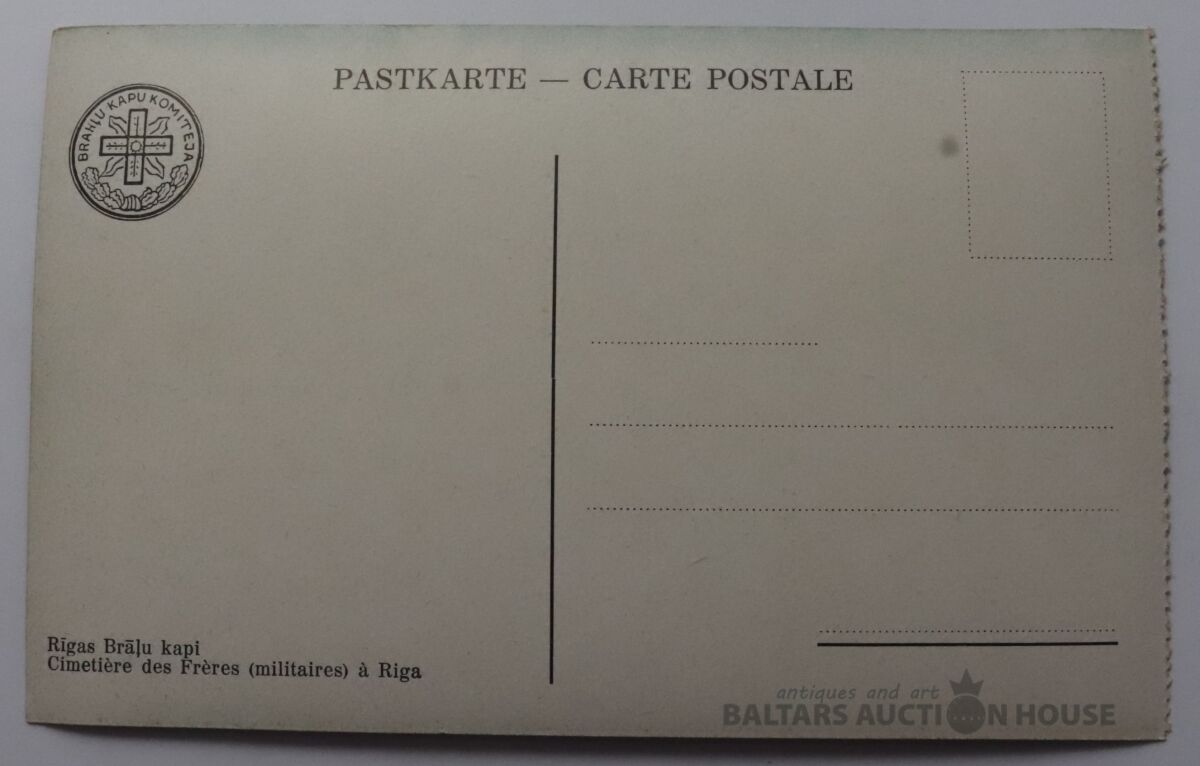 PASTKARTE — CARTE POSTALE
BRAHĻU KAPU KOMITEJA
Rīgas Brāļu kapi
Cimetière des Frères (militaires) à Riga
antiques and art
BALTARS AUCTION HOUSE